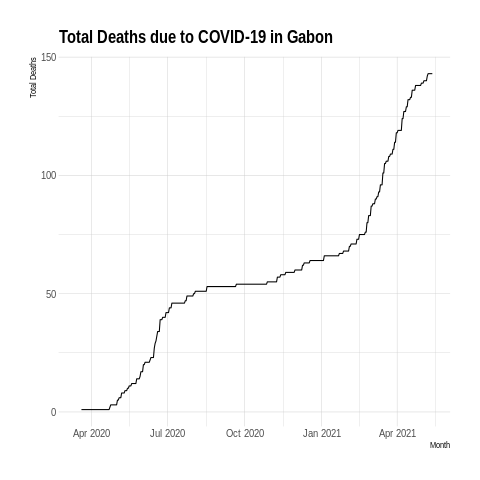 Total Deaths due to COVID-19 in Gabon
Total Deaths
150
100
50
0
Apr 2020 Jul 2020 Oct 2020 Jan 2021 Apr 2021
Month